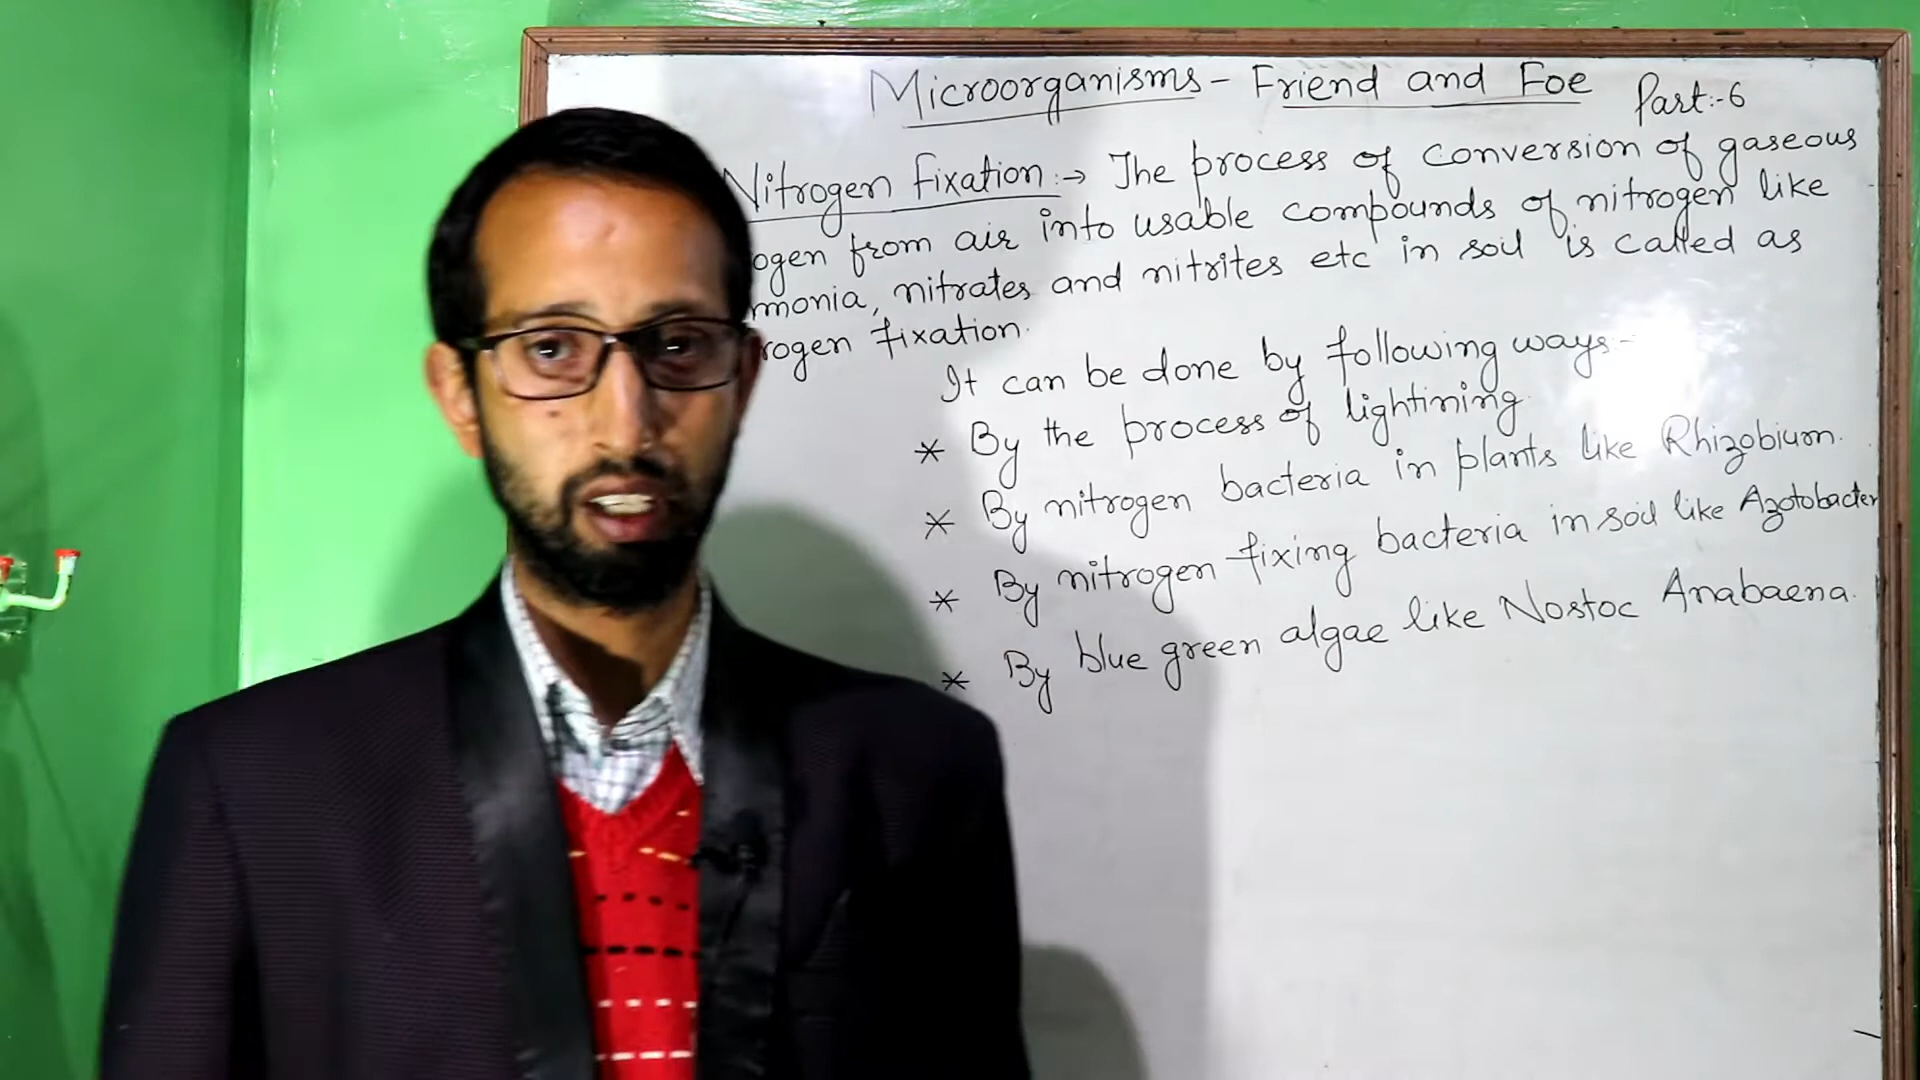 Microorganisms - Friend and Foe Part:-6
Nitrogen fixation :→ The process of conversion of gaseous
ogen from air into usable compounds of nitrogen like
monia, nitrates and nitrites etc in soil is called as
rogen fixation.
It can be done by following ways:-
* By the process of lightining.
* By nitrogen bacteria in plants like Rhizobium.
* By nitrogen fixing bacteria in soil like Azotobacter
* By blue green algae like Nostoc Anabaena.